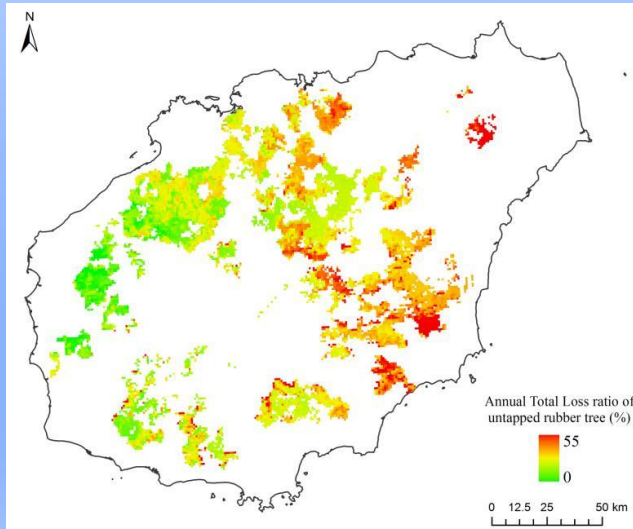 N
Annual Total Loss ratio of
untapped rubber tree (%)
55
0
0 12.5 25 50 km